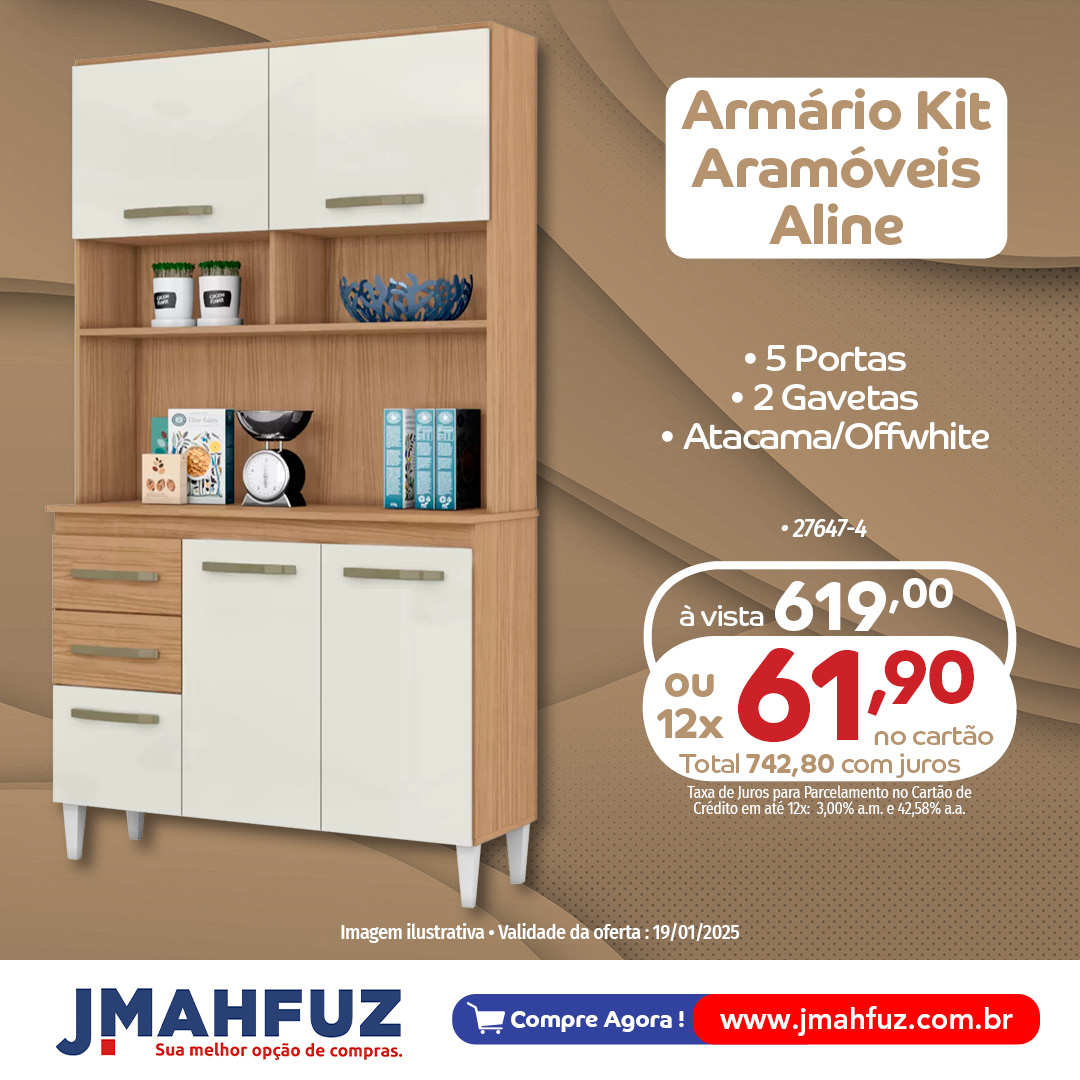 Armário Kit
Aramóveis
Aline
• 5 Portas
• 2 Gavetas
• Atacama/Offwhite
• 27647-4
à vista 619,00
ou
12x 61,90
no cartão
Total 742,80 com juros
Taxa de Juros para Parcelamento no Cartão de
Crédito em até 12x: 3,00% a.m. e 42,58% a.a.
Imagem ilustrativa • Validade da oferta : 19/01/2025
JMAHFUZ
Sua melhor opção de compras.
Compre Agora !
www.jmahfuz.com.br